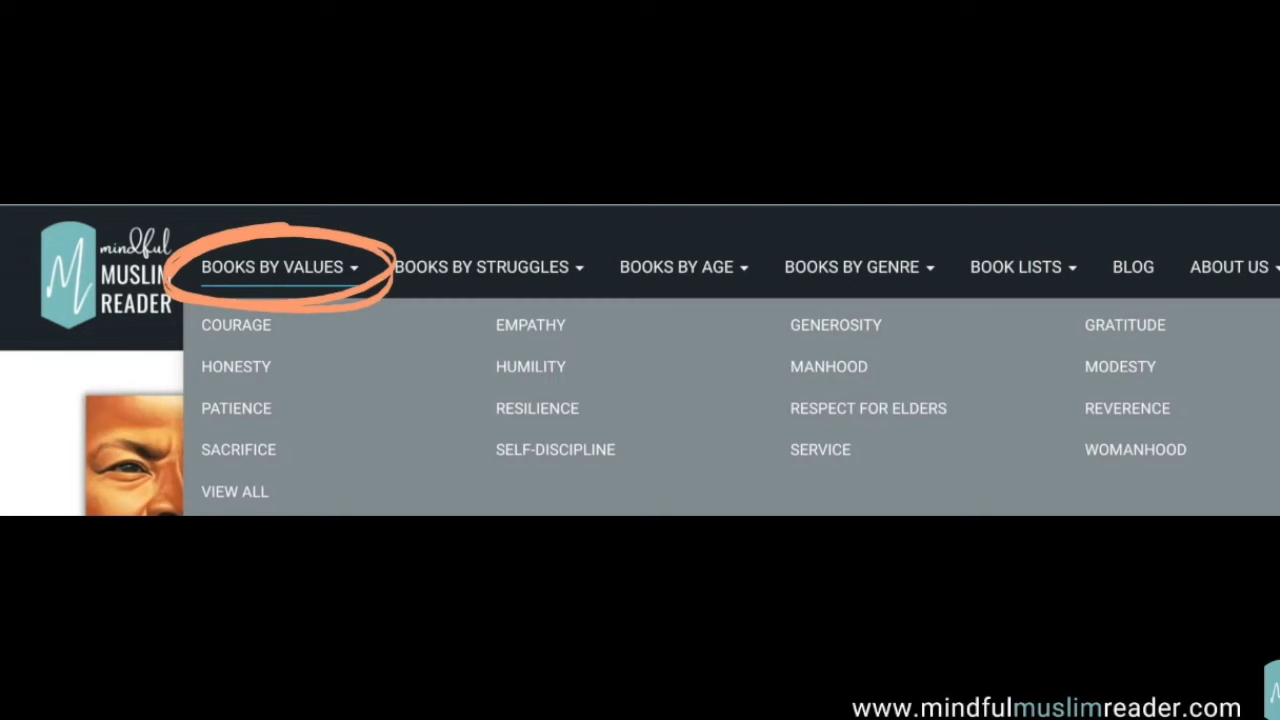 mindful
MUSLIM
READER
BOOKS BY VALUES BOOKS BY STRUGGLES BOOKS BY AGE BOOKS BY GENRE BOOK LISTS BLOG ABOUT US
COURAGE EMPATHY GENEROSITY GRATITUDE
HONESTY HUMILITY MANHOOD MODESTY
PATIENCE RESILIENCE RESPECT FOR ELDERS REVERENCE
SACRIFICE SELF-DISCIPLINE SERVICE WOMANHOOD
VIEW ALL
www.mindfulmuslimreader.com